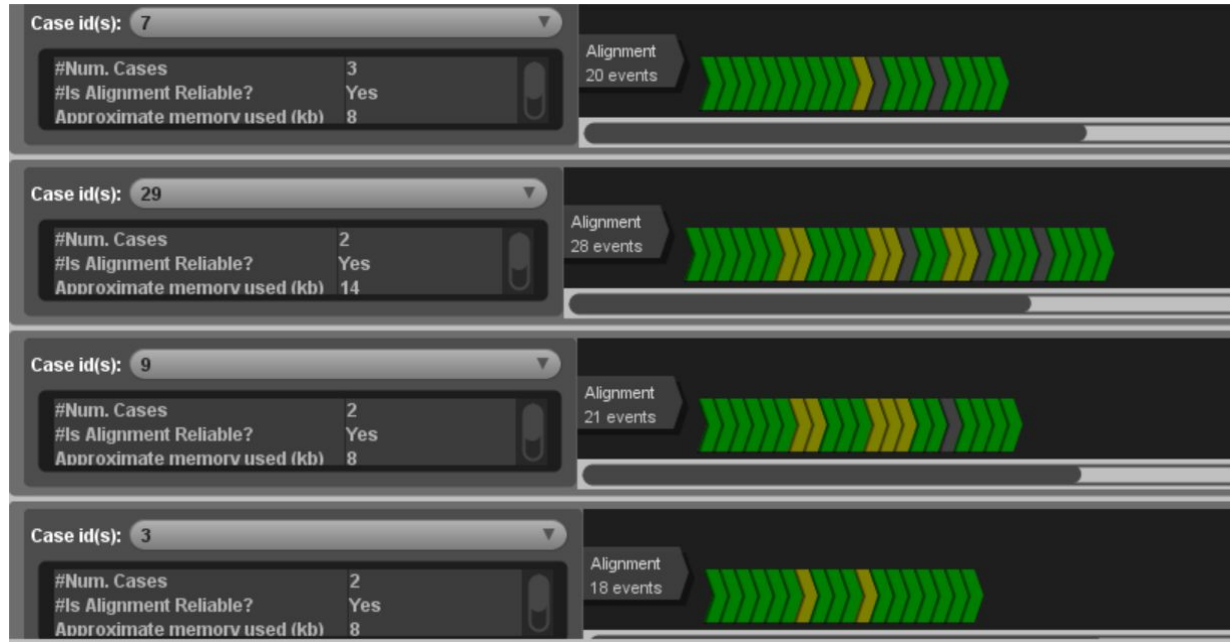 Case id(s): 7
Alignment
20 events
#Num. Cases 3
#Is Alignment Reliable? Yes
Approximate memory used (kb) 8
Case id(s): 29
Alignment
28 events
#Num. Cases 2
#Is Alignment Reliable? Yes
Approximate memory used (kb) 14
Case id(s): 9
Alignment
21 events
#Num. Cases 2
#Is Alignment Reliable? Yes
Approximate memory used (kb) 8
Case id(s): 3
Alignment
18 events
#Num. Cases 2
#Is Alignment Reliable? Yes
Approximate memory used (kb) 8